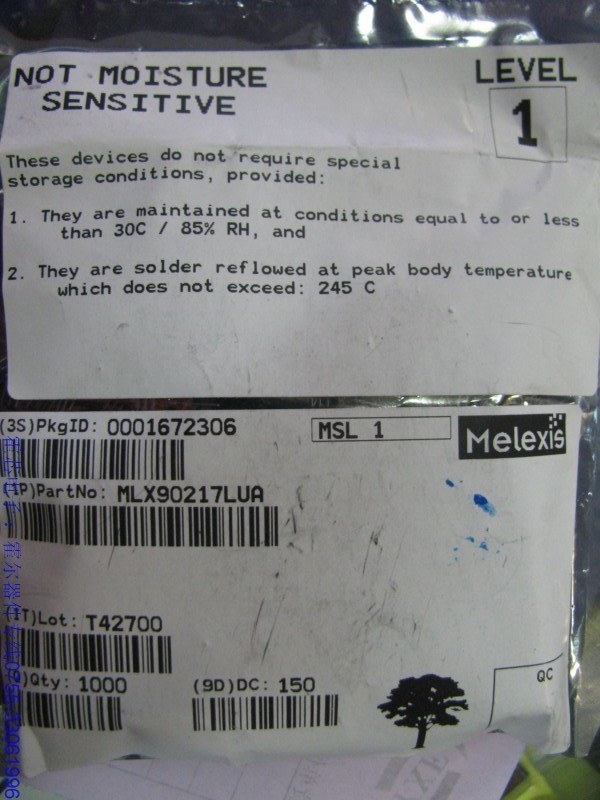 NOT MOISTURE
SENSITIVE
LEVEL
1
These devices do not require special
storage conditions, provided:
1. They are maintained at conditions equal to or less
than 30C / 85% RH, and
2. They are solder reflowed at peak body temperature
which does not exceed: 245 C
(3S)PkgID: 0001672306
MSL 1
Melexis
(1P)PartNo: MLX90217LUA
(1T)Lot: T42700
)Qty: 1000
(9D)DC: 150
QC